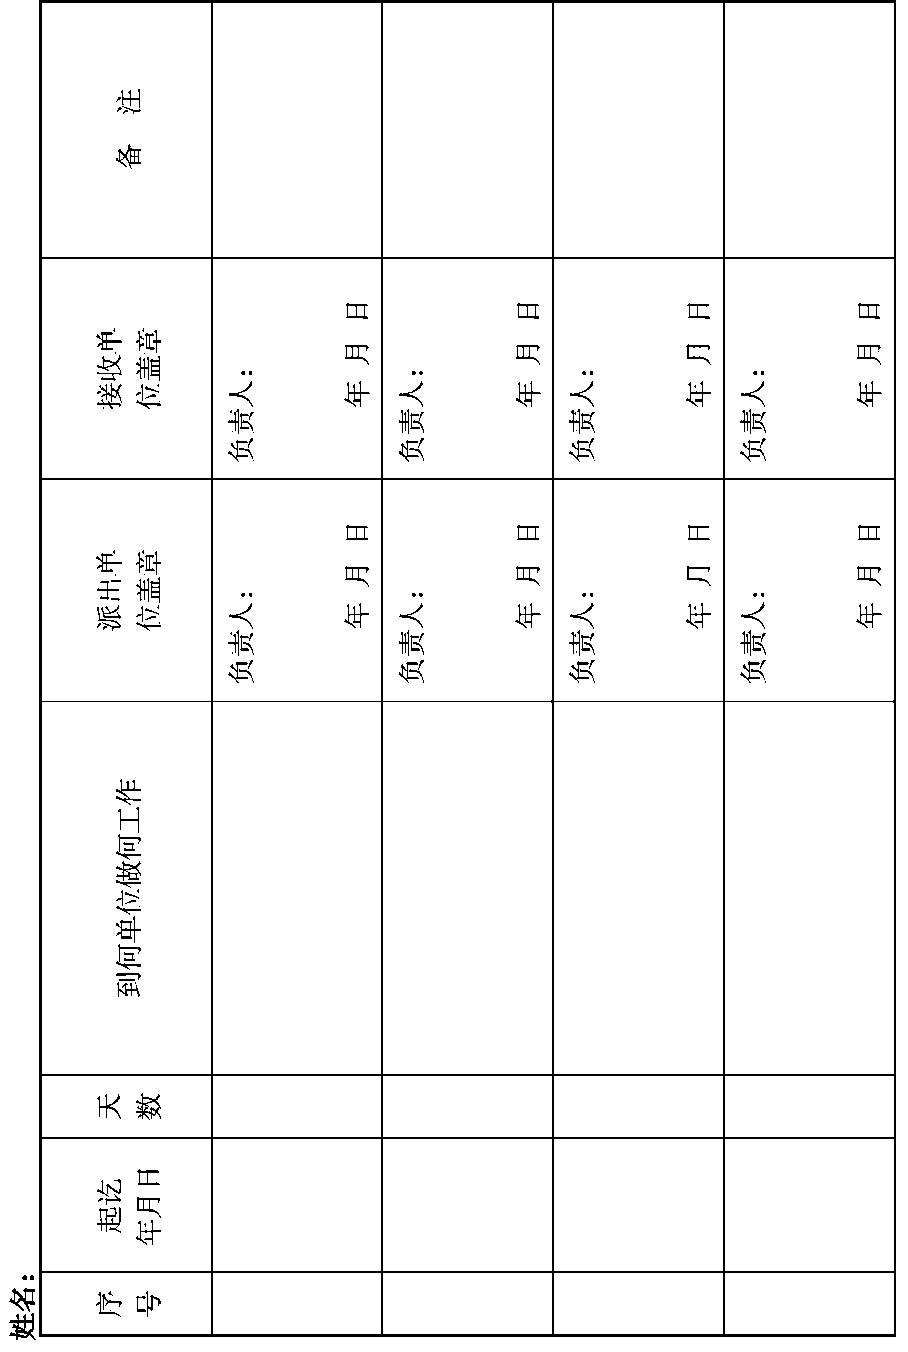 姓名：
序
号
起讫
年月日
天
数
到何单位做何工作
派出单
位盖章
接收单
位盖章
备 注
负责人：
年 月 日
负责人：
年 月 日
负责人：
年 月 日
负责人：
年 月 日
负责人：
年 月 日
负责人：
年 月 日
负责人：
年 月 日
负责人：
年 月 日